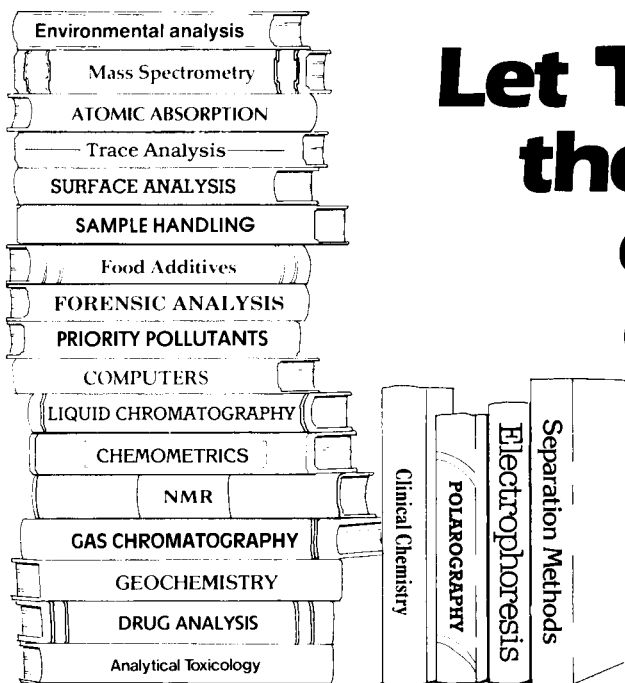 Environmental analysis
Mass Spectrometry
ATOMIC ABSORPTION
Trace Analysis
SURFACE ANALYSIS
SAMPLE HANDLING
Food Additives
FORENSIC ANALYSIS
PRIORITY POLLUTANTS
COMPUTERS
LIQUID CHROMATOGRAPHY
CHEMOMETRICS
NMR
GAS CHROMATOGRAPHY
GEOCHEMISTRY
DRUG ANALYSIS
Analytical Toxicology
Clinical Chemistry
POLAROGRAPHY
Electrophoresis
Separation Methods
Let